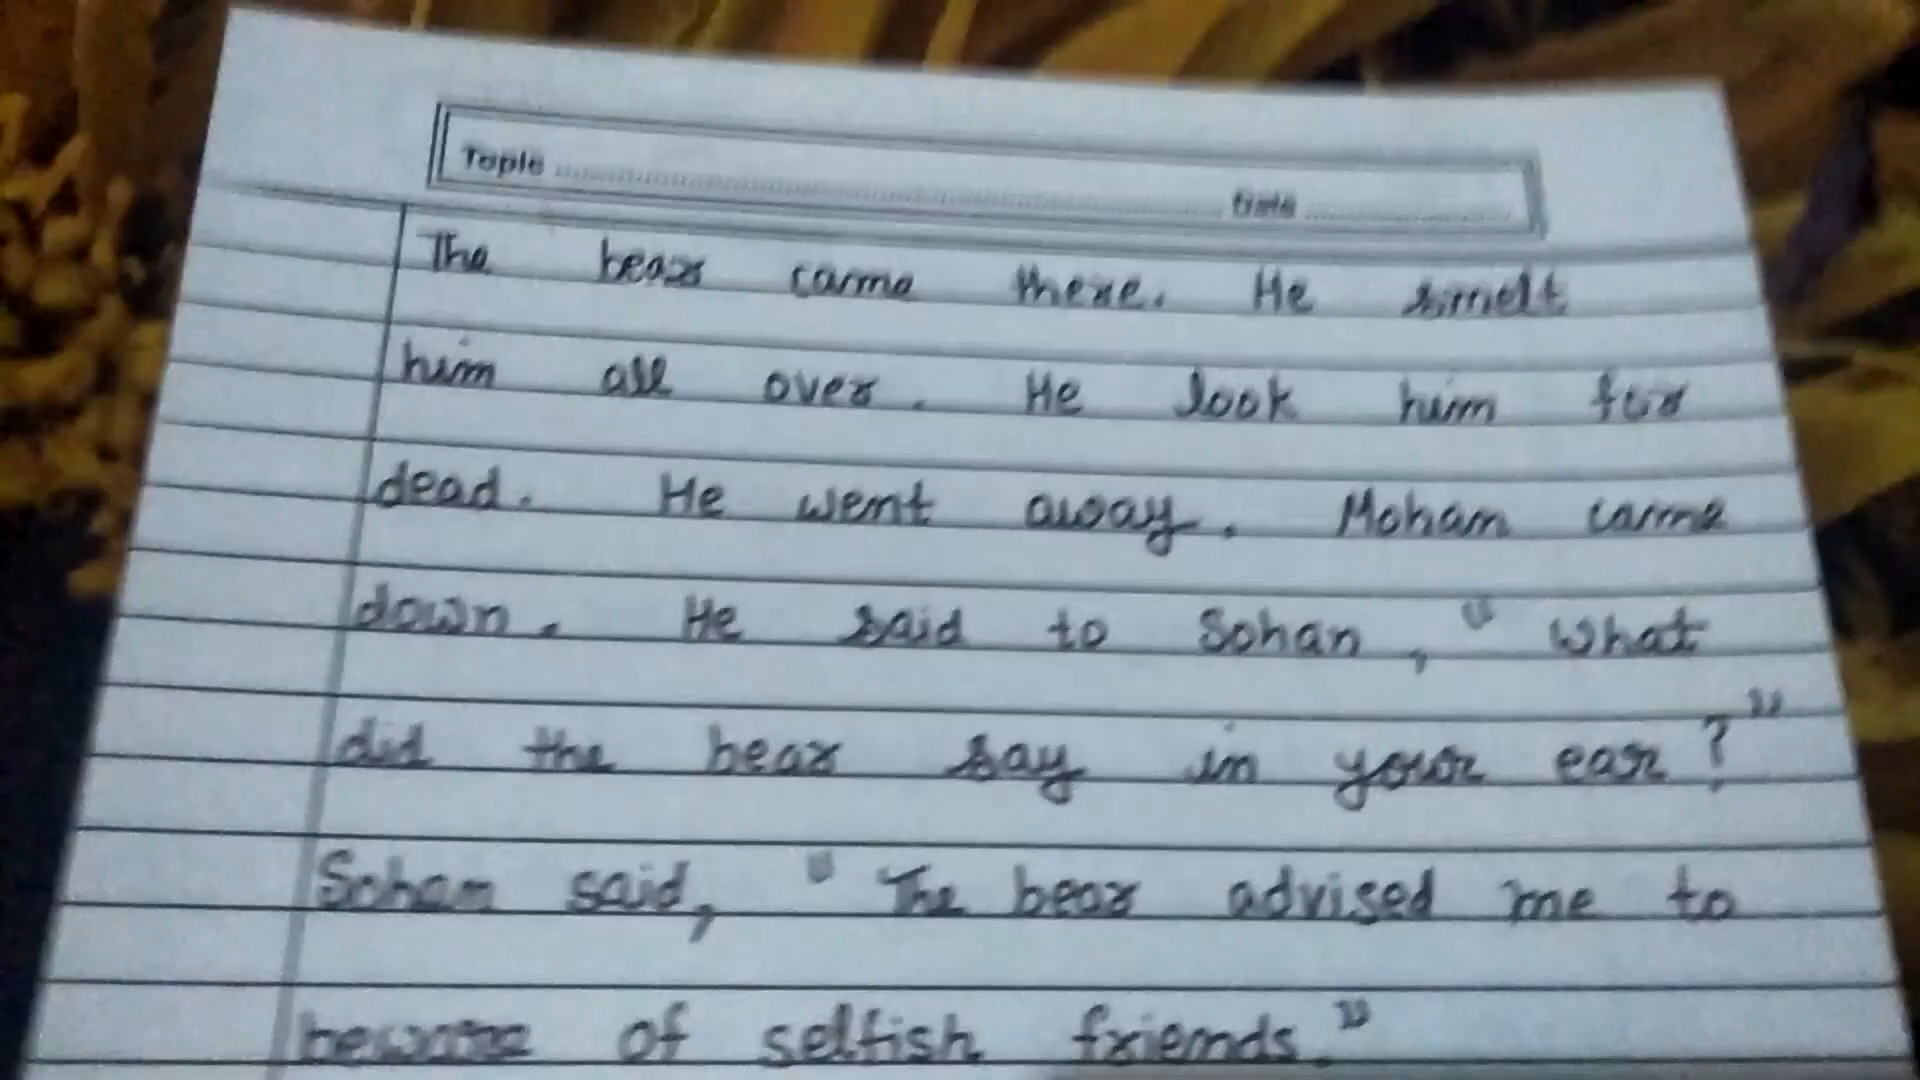 Topic Date
The bear came there. He smelt
him all over. He look him for
dead. He went away. Mohan came
down. He said to Sohan, "What
did the bear say in your ear?"
Sohan said, "The bear advised me to
beware of selfish friends."